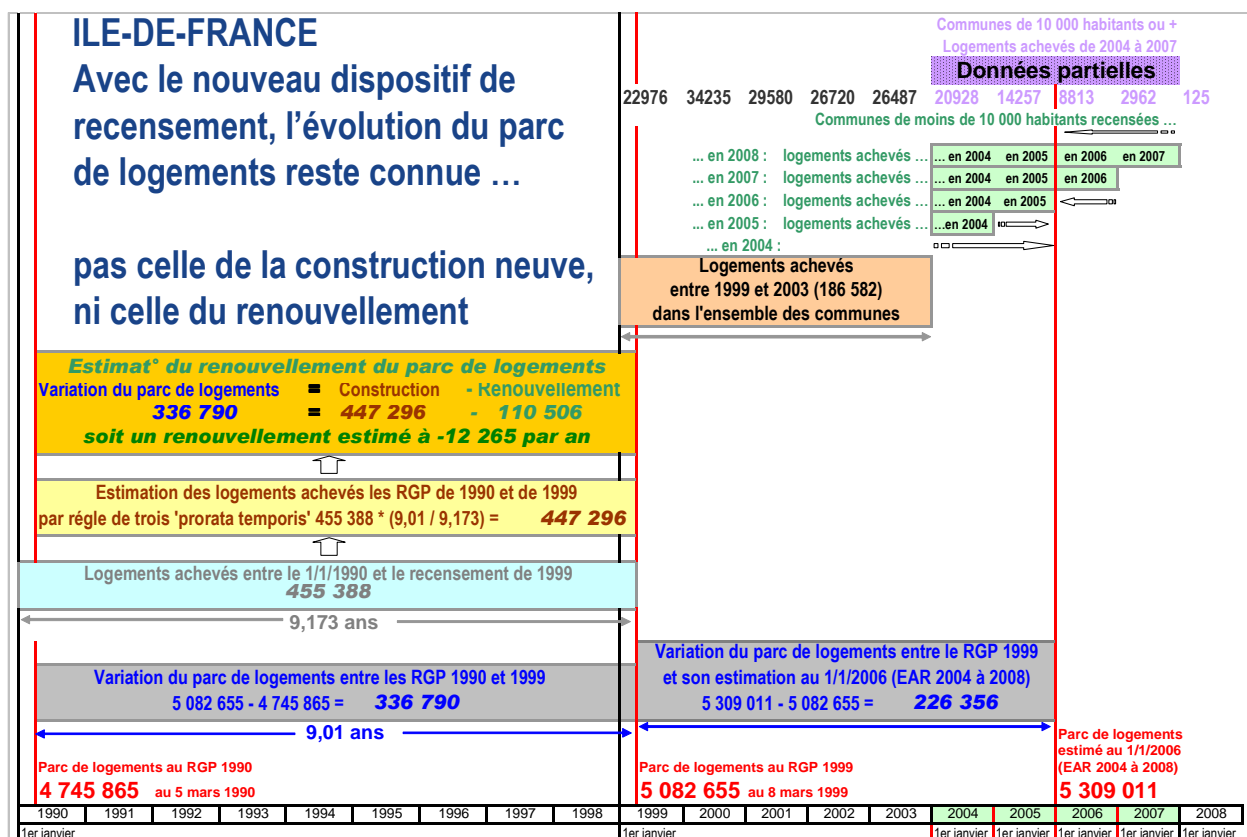 ILE-DE-FRANCE
Avec le nouveau dispositif de
recensement, l'évolution du parc
de logements reste connue ...
pas celle de la construction neuve,
ni celle du renouvellement
Communes de 10 000 habitants ou +
Logements achevés de 2004 à 2007
Données partielles
22976 34235 29580 26720 26487 20928 14257 8813 2962 125
Communes de moins de 10 000 habitants recensées ...
... en 2008 : logements achevés ... ... en 2004 en 2005 en 2006 en 2007
... en 2007 : logements achevés ... ... en 2004 en 2005 en 2006
... en 2006 : logements achevés ... ... en 2004 en 2005
... en 2005 : logements achevés ... ...en 2004
... en 2004 :
Logements achevés
entre 1999 et 2003 (186 582)
dans l'ensemble des communes
Estimat° du renouvellement du parc de logements
Variation du parc de logements = Construction - Renouvellement
336 790 = 447 296 - 110 506
soit un renouvellement estimé à -12 265 par an
Estimation des logements achevés les RGP de 1990 et de 1999
par régle de trois 'prorata temporis' 455 388 * (9,01 / 9,173) = 447 296
Logements achevés entre le 1/1/1990 et le recensement de 1999
455 388
9,173 ans
Variation du parc de logements entre les RGP 1990 et 1999
5 082 655 - 4 745 865 = 336 790
9,01 ans
Variation du parc de logements entre le RGP 1999
et son estimation au 1/1/2006 (EAR 2004 à 2008)
5 309 011 - 5 082 655 = 226 356
Parc de logements au RGP 1990
4 745 865 au 5 mars 1990
Parc de logements au RGP 1999
5 082 655 au 8 mars 1999
Parc de logements
estimé au 1/1/2006
(EAR 2004 à 2008)
5 309 011
1990 1991 1992 1993 1994 1995 1996 1997 1998 1999 2000 2001 2002 2003 2004 2005 2006 2007 2008
1er janvier 1er janvier 1er janvier 1er janvier 1er janvier 1er janvier 1er janvier